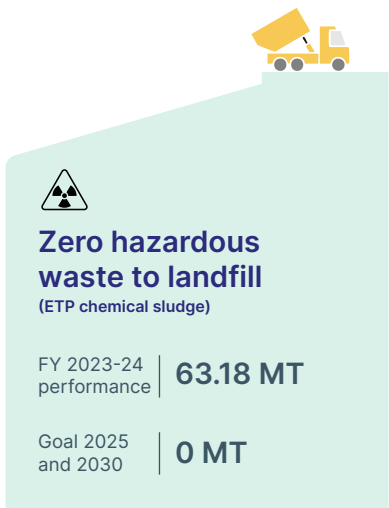 Zero hazardous
waste to landfill
(ETP chemical sludge)
FY 2023-24
performance
63.18 MT
Goal 2025
and 2030
0 MT